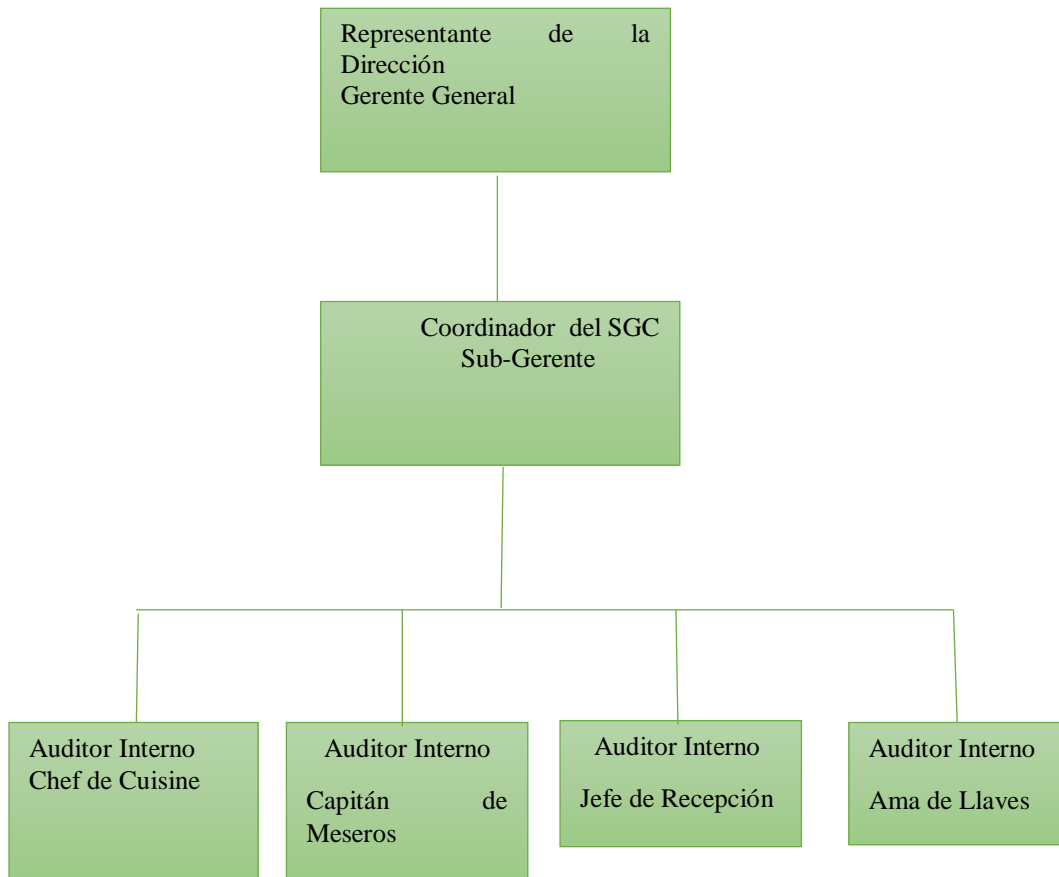 Representante de la
Dirección
Gerente General
Coordinador del SGC
Sub-Gerente
Auditor Interno
Chef de Cuisine
Auditor Interno
Capitán de
Meseros
Auditor Interno
Jefe de Recepción
Auditor Interno
Ama de Llaves